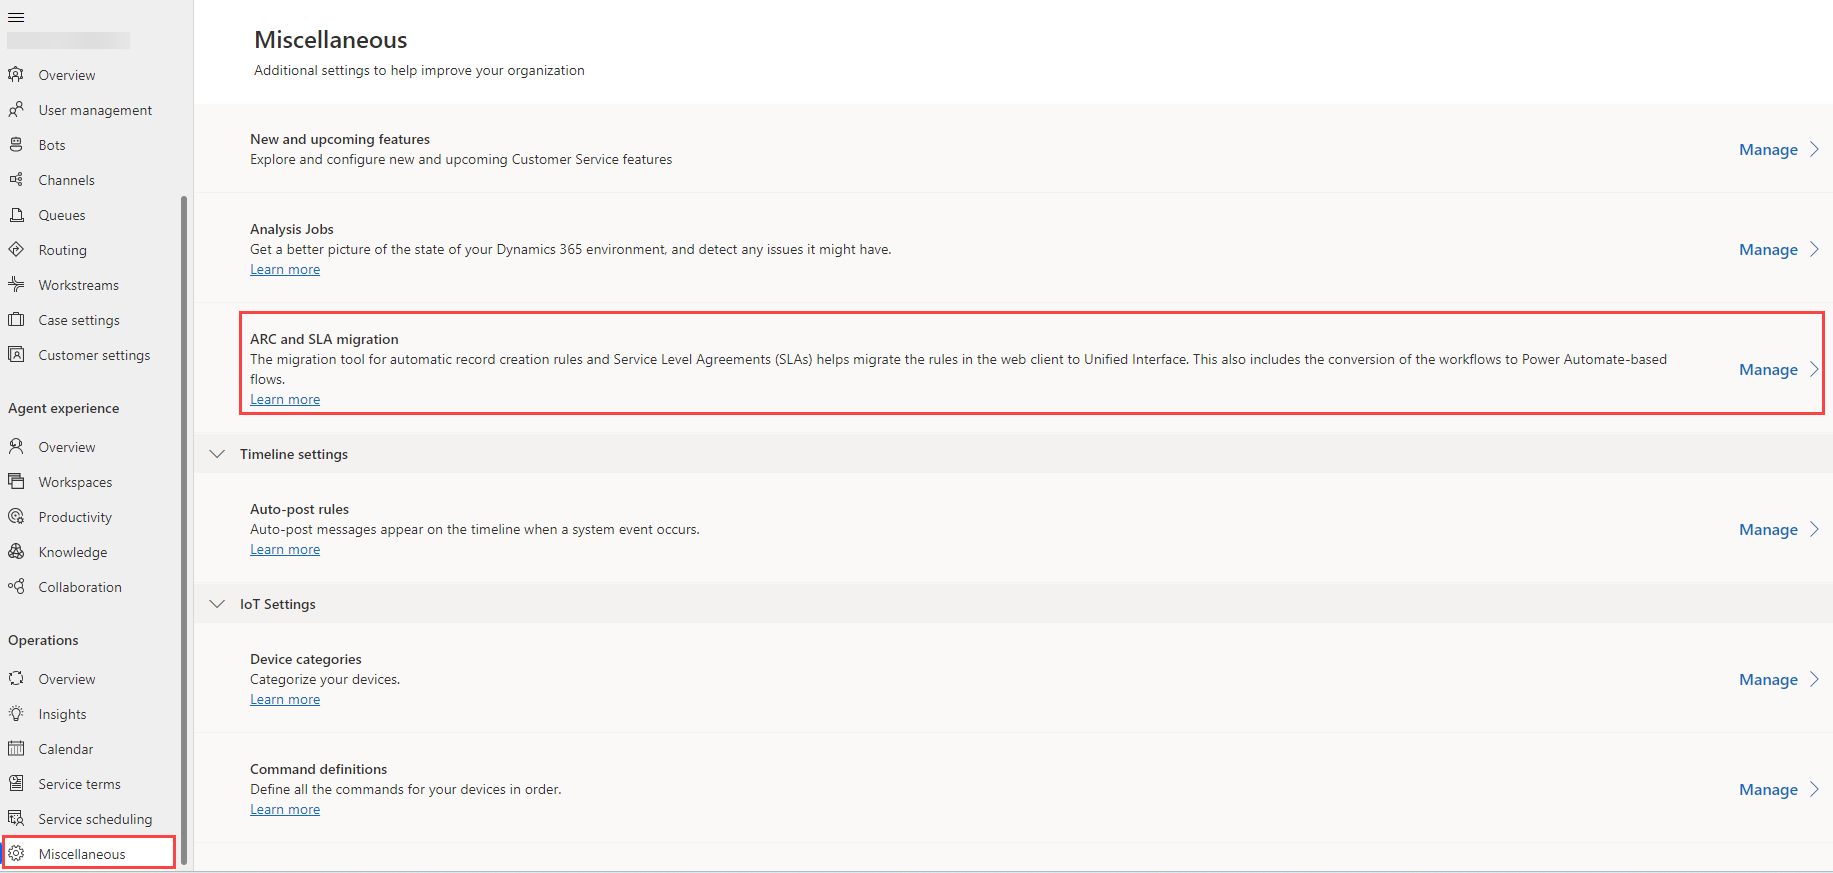 Overview
User management
Bots
Channels
Queues
Routing
Workstreams
Case settings
Customer settings
Agent experience
Overview
Workspaces
Productivity
Knowledge
Collaboration
Operations
Overview
Insights
Calendar
Service terms
Service scheduling
Miscellaneous
Miscellaneous
Additional settings to help improve your organization
New and upcoming features
Explore and configure new and upcoming Customer Service features
Manage
Analysis Jobs
Get a better picture of the state of your Dynamics 365 environment, and detect any issues it might have.
Learn more
Manage
ARC and SLA migration
The migration tool for automatic record creation rules and Service Level Agreements (SLAs) helps migrate the rules in the web client to Unified Interface. This also includes the conversion of the workflows to Power Automate-based
flows.
Learn more
Manage
Timeline settings
Auto-post rules
Auto-post messages appear on the timeline when a system event occurs.
Learn more
Manage
IoT Settings
Device categories
Categorize your devices.
Learn more
Manage
Command definitions
Define all the commands for your devices in order.
Learn more
Manage